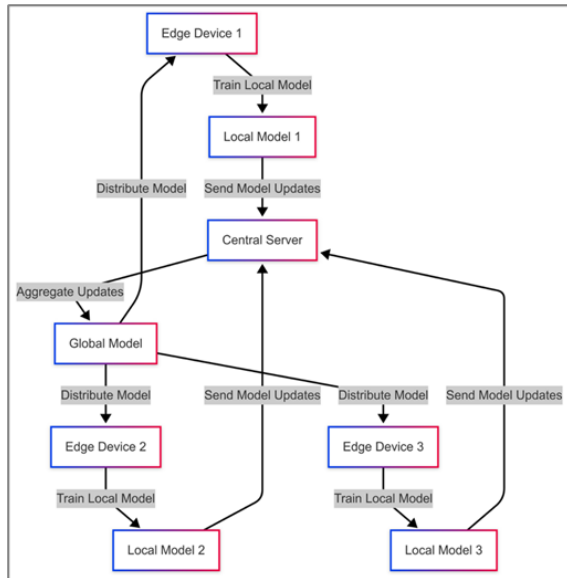 Edge Device 1
Train Local Model
Local Model 1
Distribute Model
Send Model Updates
Central Server
Aggregate Updates
Global Model
Distribute Model
Send Model Updates
Distribute Model
Send Model Updates
Edge Device 2
Edge Device 3
Train Local Model
Train Local Model
Local Model 2
Local Model 3